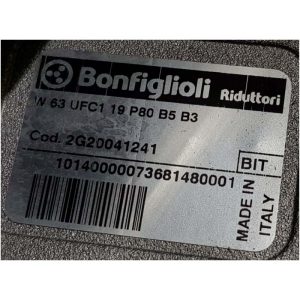 Bonfiglioli Riduttori
W 63 UFC1 19 P80 B5 B3
Cod. 2G20041241
BIT
10140000073681480001
MADE IN
ITALY